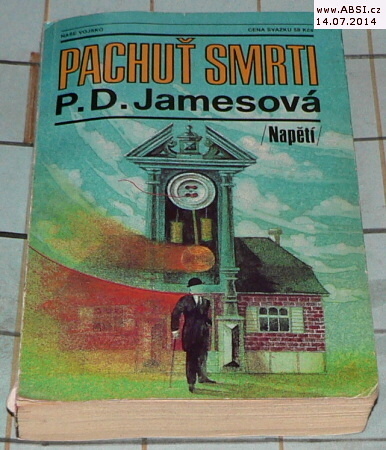 www.ABSI.cz
14.07.2014
NAŠE VOJSKO
CENA SVAZKU 58 Kčs
PACHUŤ SMRTI
P. D. Jamesová
/Napětí/